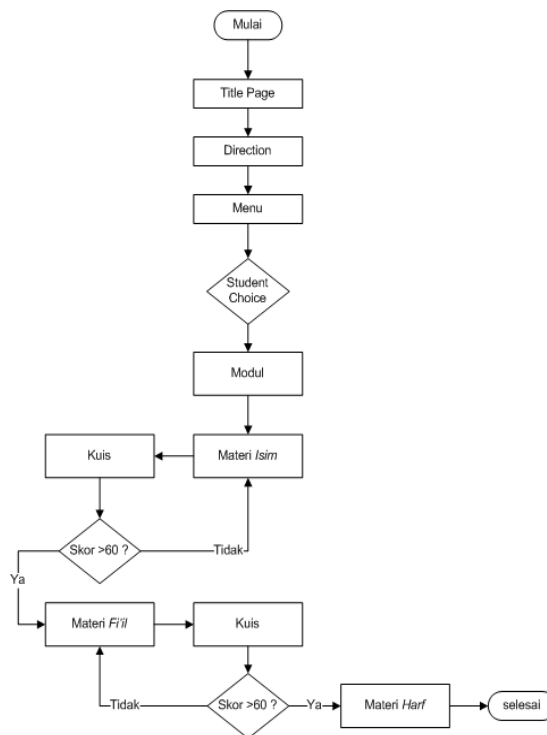 Mulai
Title Page
Direction
Menu
Student
Choice
Modul
Kuis
Materi Isim
Skor >60 ?
Tidak
Ya
Materi Fi'il
Kuis
Tidak
Skor >60 ?
Ya
Materi Harf
selesai